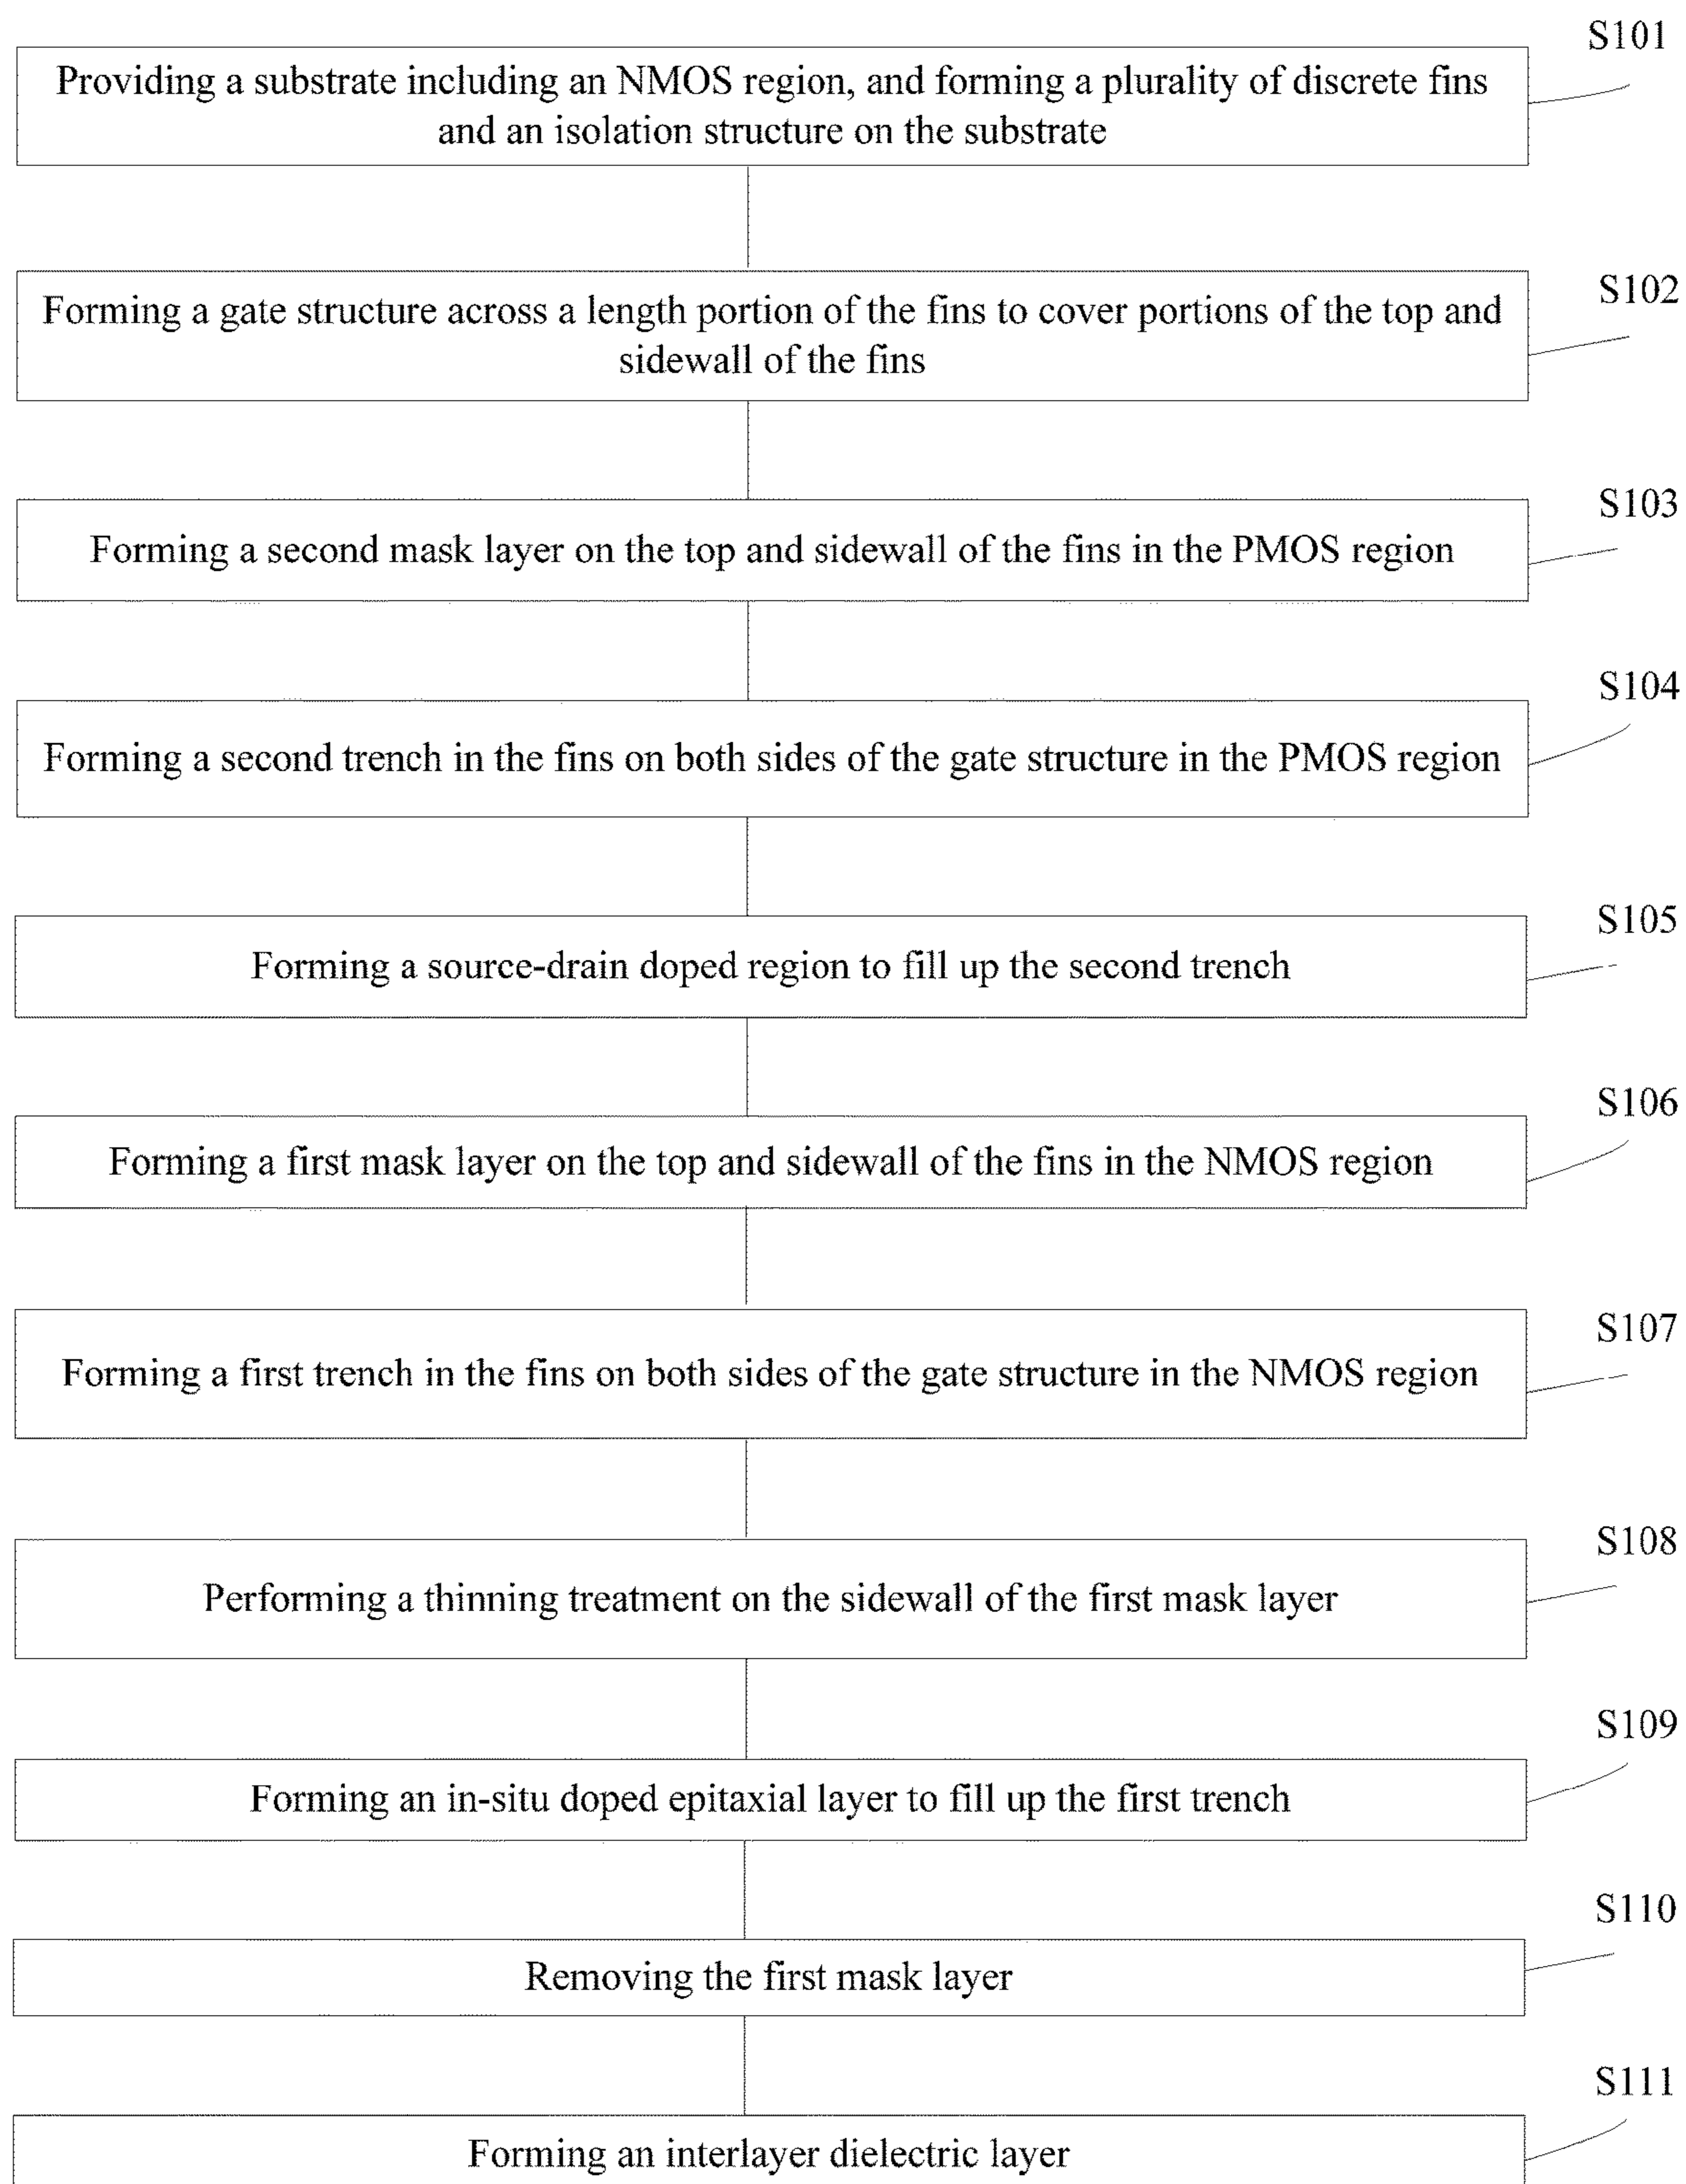 S101
Providing a substrate including an NMOS region, and forming a plurality of discrete fins
and an isolation structure on the substrate
S102
Forming a gate structure across a length portion of the fins to cover portions of the top and
sidewall of the fins
S103
Forming a second mask layer on the top and sidewall of the fins in the PMOS region
S104
Forming a second trench in the fins on both sides of the gate structure in the PMOS region
S105
Forming a source-drain doped region to fill up the second trench
S106
Forming a first mask layer on the top and sidewall of the fins in the NMOS region
S107
Forming a first trench in the fins on both sides of the gate structure in the NMOS region
S108
Performing a thinning treatment on the sidewall of the first mask layer
S109
Forming an in-situ doped epitaxial layer to fill up the first trench
S110
Removing the first mask layer
S111
Forming an interlayer dielectric layer